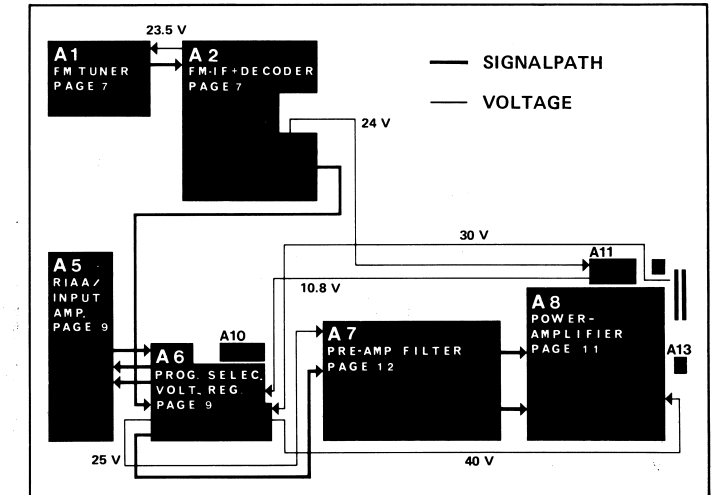 23.5 V
A1
FM TUNER
PAGE 7
A2
FM-IF+DECODER
PAGE 7
SIGNALPATH
VOLTAGE
24 V
30 V
A5
RIAA/
INPUT
AMP.
PAGE 9
A11
10.8 V
A10
A6
PROG. SELEC.
VOLT. REG.
PAGE 9
A7
PRE-AMP FILTER
PAGE 12
A8
POWER-
AMPLIFIER
PAGE 11
A13
25 V
40 V